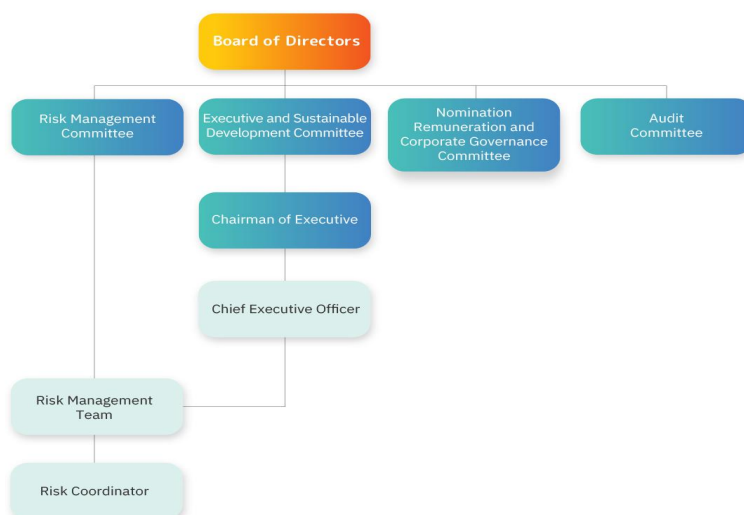 Board of Directors
Risk Management
Committee
Executive and Sustainable
Development Committee
Nomination
Remuneration and
Corporate Governance
Committee
Audit
Committee
Chairman of Executive
Chief Executive Officer
Risk Management
Team
Risk Coordinator